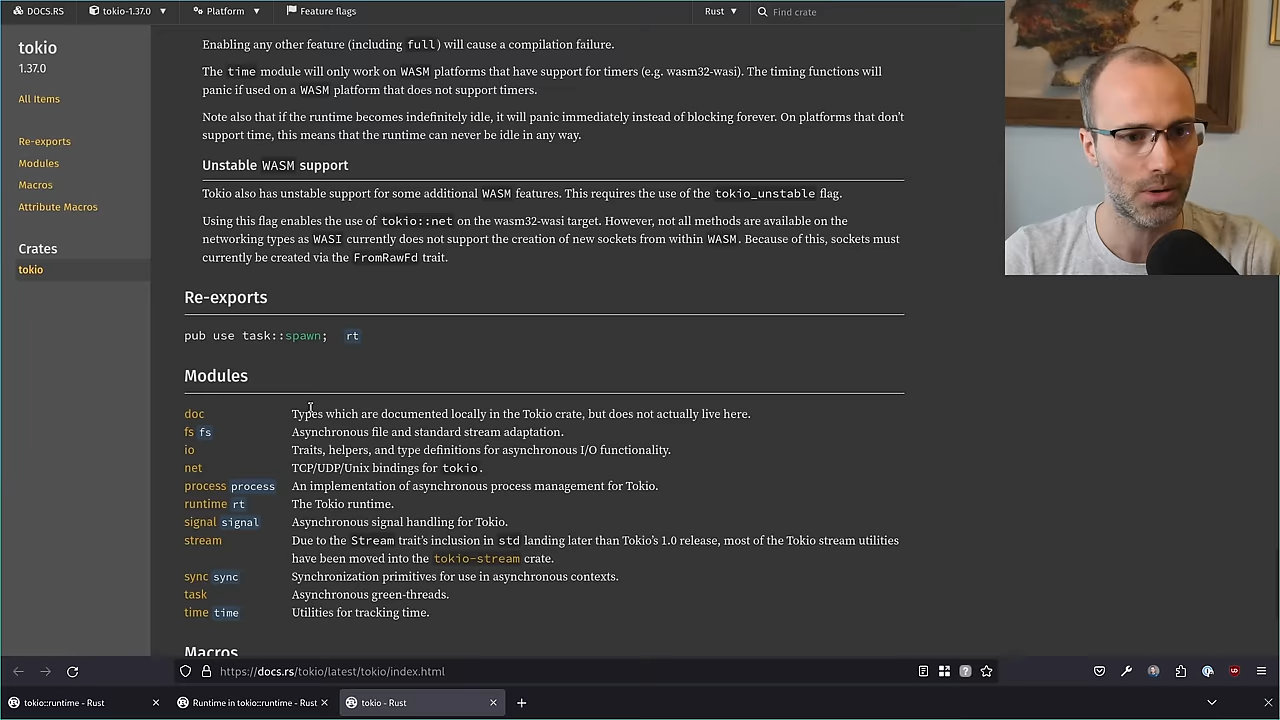 DOCS.RS tokio-1.37.0 Platform Feature flags Rust Find crate
tokio
1.37.0
All Items
Re-exports
Modules
Macros
Attribute Macros
Crates
tokio
Enabling any other feature (including full) will cause a compilation failure.
The time module will only work on WASM platforms that have support for timers (e.g. wasm32-wasi). The timing functions will
panic if used on a WASM platform that does not support timers.
Note also that if the runtime becomes indefinitely idle, it will panic immediately instead of blocking forever. On platforms that don't
support time, this means that the runtime can never be idle in any way.
Unstable WASM support
Tokio also has unstable support for some additional WASM features. This requires the use of the tokio_unstable flag.
Using this flag enables the use of tokio::net on the wasm32-wasi target. However, not all methods are available on the
networking types as WASI currently does not support the creation of new sockets from within WASM. Because of this, sockets must
currently be created via the FromRawFd trait.
Re-exports
pub use task::spawn; rt
Modules
doc Types which are documented locally in the Tokio crate, but does not actually live here.
fs fs Asynchronous file and standard stream adaptation.
io Traits, helpers, and type definitions for asynchronous I/O functionality.
net TCP/UDP/Unix bindings for tokio.
process process An implementation of asynchronous process management for Tokio.
runtime rt The Tokio runtime.
signal signal Asynchronous signal handling for Tokio.
stream Due to the Stream trait's inclusion in std landing later than Tokio's 1.0 release, most of the Tokio stream utilities
have been moved into the tokio-stream crate.
sync sync Synchronization primitives for use in asynchronous contexts.
task Asynchronous green-threads.
time time Utilities for tracking time.
Macros
https://docs.rs/tokio/latest/tokio/index.html
tokio::runtime - Rust Runtime in tokio::runtime - Rust tokio - Rust